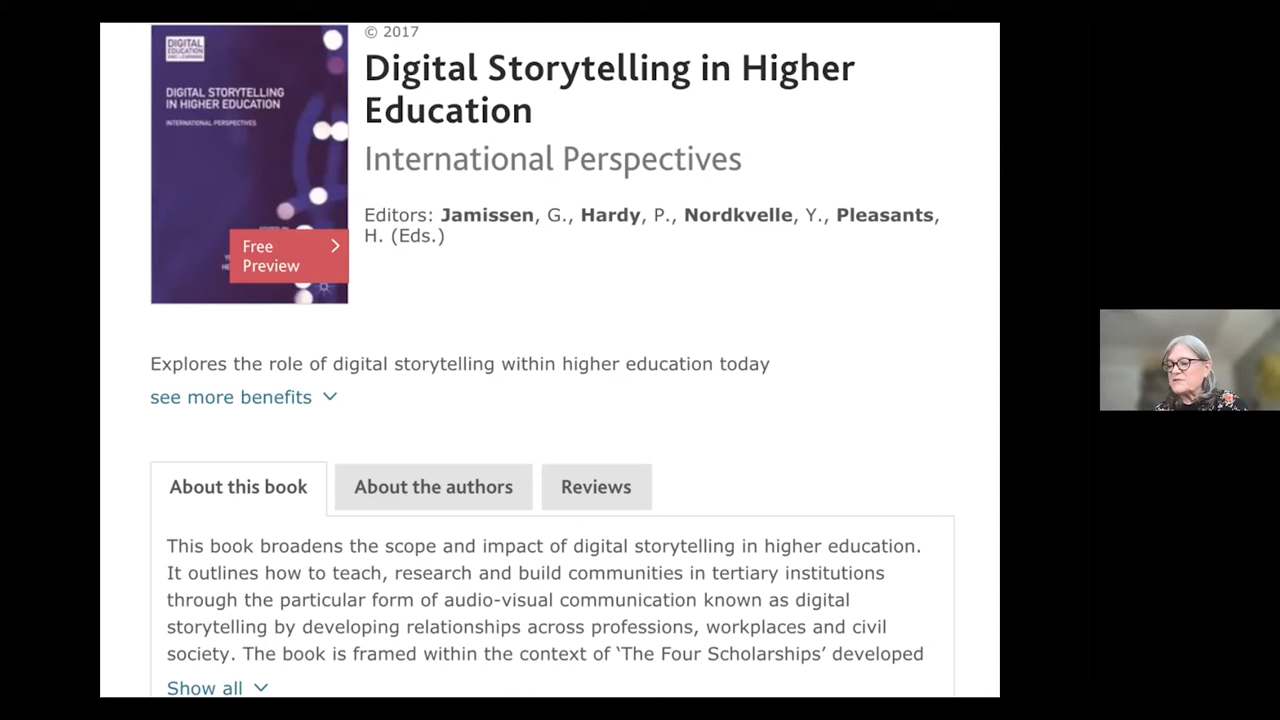 © 2017
Digital Storytelling in Higher
Education
International Perspectives
Editors: Jamissen, G., Hardy, P., Nordkvelle, Y., Pleasants,
H. (Eds.)
DIGITAL
EDUCATION
AND LEARNING
DIGITAL STORYTELLING
IN HIGHER EDUCATION
INTERNATIONAL PERSPECTIVES
Free
Preview
Explores the role of digital storytelling within higher education today
see more benefits
About this book
About the authors
Reviews
This book broadens the scope and impact of digital storytelling in higher education.
It outlines how to teach, research and build communities in tertiary institutions
through the particular form of audio-visual communication known as digital
storytelling by developing relationships across professions, workplaces and civil
society. The book is framed within the context of ‘The Four Scholarships’ developed
Show all